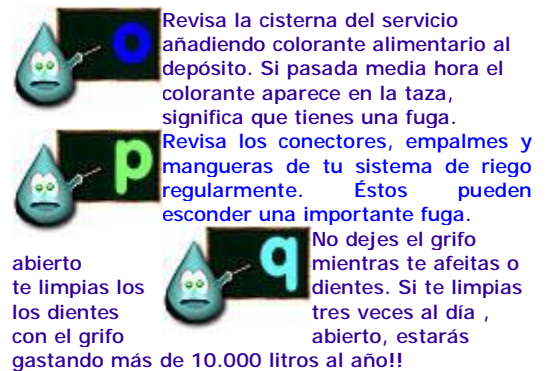 o
Revisa la cisterna del servicio
añadiendo colorante alimentario al
depósito. Si pasada media hora el
colorante aparece en la taza,
significa que tienes una fuga.
p
Revisa los conectores, empalmes y
mangueras de tu sistema de riego
regularmente. Éstos pueden
esconder una importante fuga.
q
No dejes el grifo
abierto mientras te afeitas o
te limpias los dientes. Si te limpias
los dientes tres veces al día ,
con el grifo abierto, estarás
gastando más de 10.000 litros al año!!